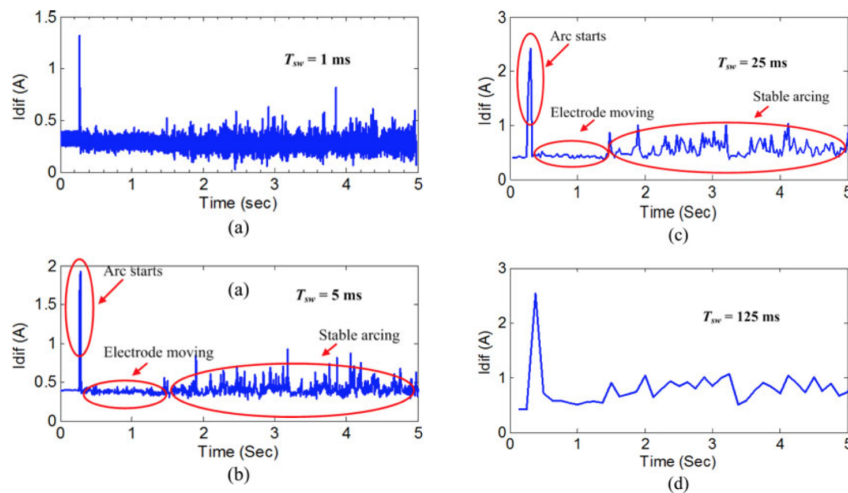 1.5
T_sw = 1 ms
1
Idif (A)
0.5
0
0 1 2 3 4 5
Time (sec)
(a)
2
Arc starts
(a)
T_sw = 5 ms
1.5
Idif (A)
1
Electrode moving
Stable arcing
0.5
0
0 1 2 3 4 5
Time (Sec)
(b)
3
Arc starts
T_sw = 25 ms
2
Idif (A)
Electrode moving
Stable arcing
1
0
0 1 2 3 4 5
Time (Sec)
(c)
3
T_sw = 125 ms
2
Idif (A)
1
0
0 1 2 3 4 5
Time (Sec)
(d)